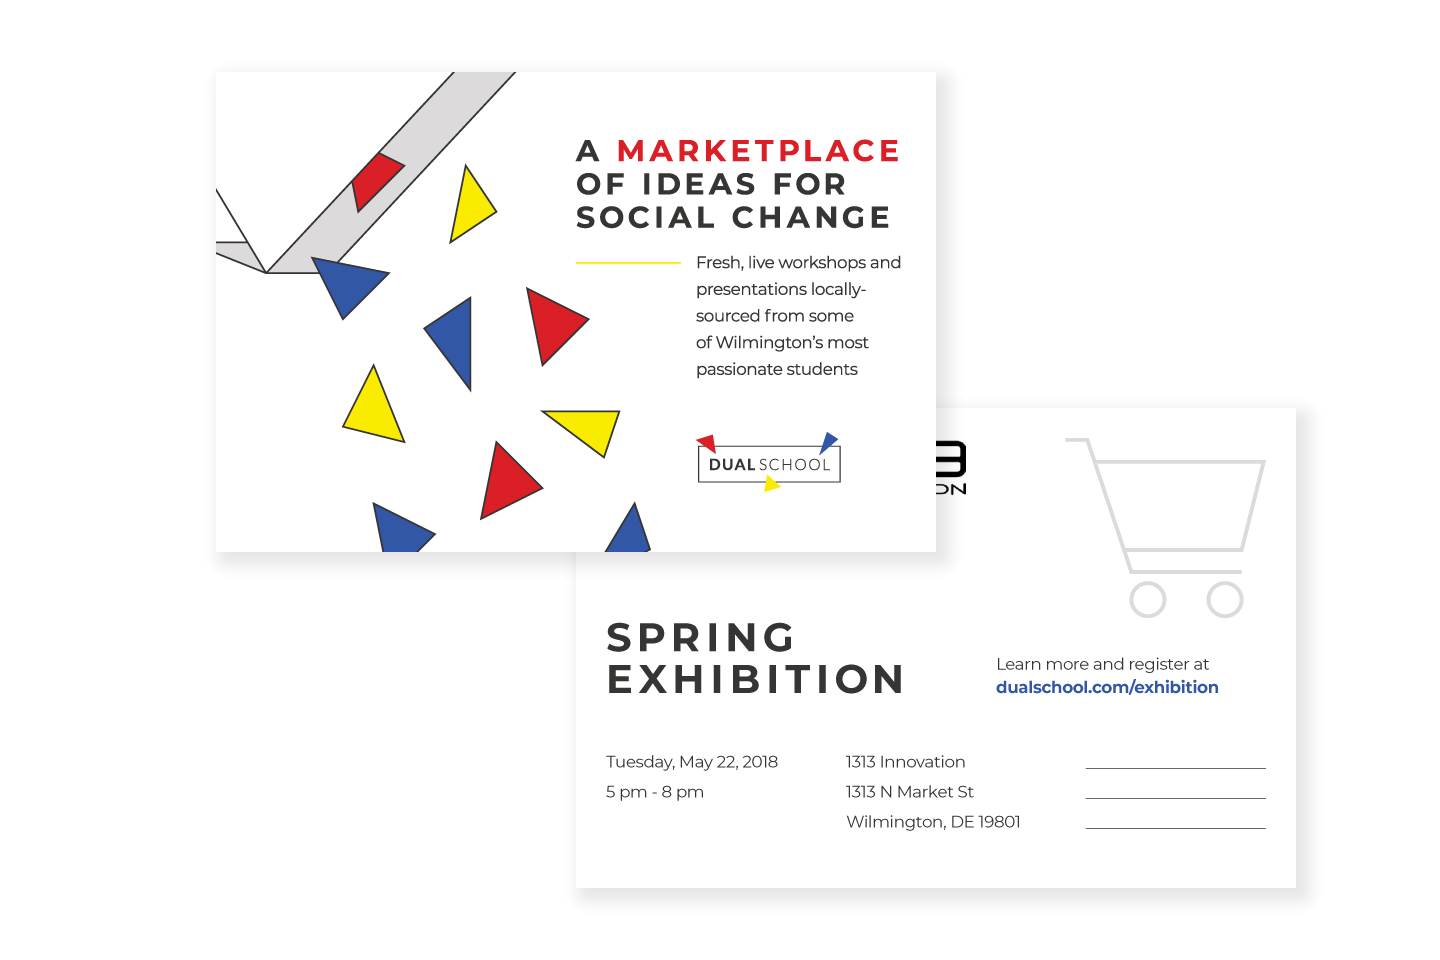 A MARKETPLACE
OF IDEAS FOR
SOCIAL CHANGE
Fresh, live workshops and
presentations locally-
sourced from some
of Wilmington's most
passionate students
DUAL SCHOOL
SPRING
EXHIBITION
Learn more and register at
dualschool.com/exhibition
Tuesday, May 22, 2018
5 pm - 8 pm
1313 Innovation
1313 N Market St
Wilmington, DE 19801